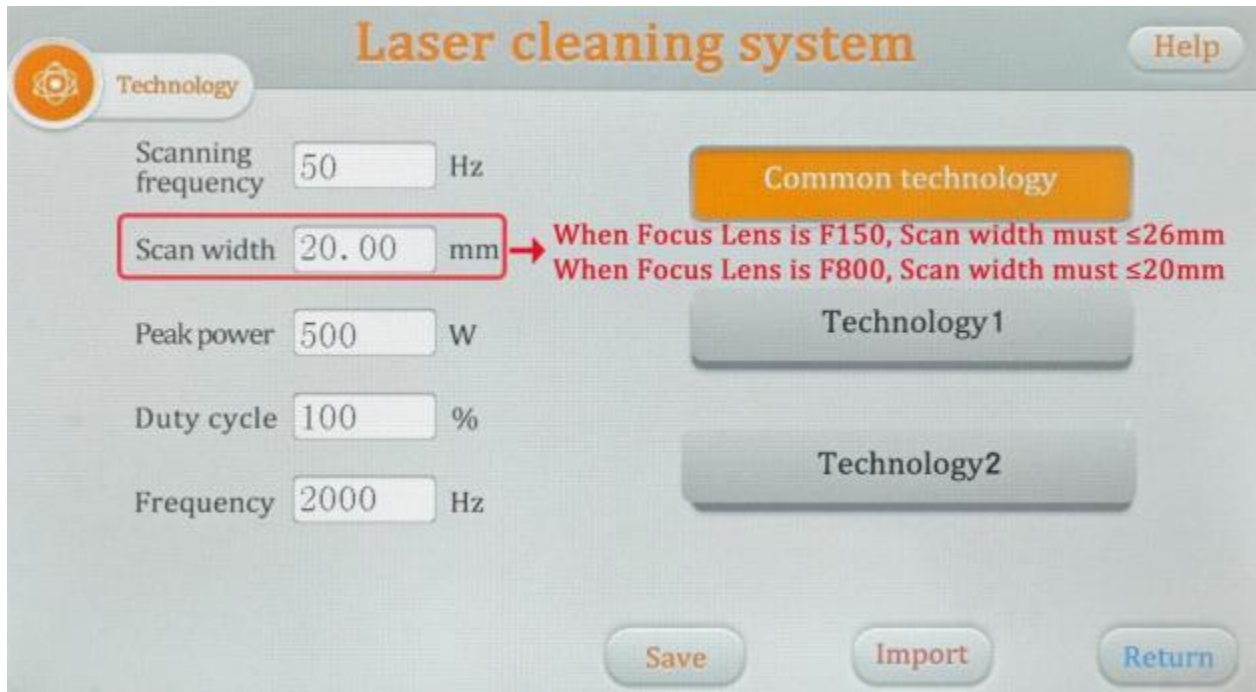 Laser cleaning system
Help
Technology
Scanning
frequency
50
Hz
Common technology
Scan width
20.00
mm
When Focus Lens is F150, Scan width must ≤26mm
When Focus Lens is F800, Scan width must ≤20mm
Peak power
500
W
Technology1
Duty cycle
100
%
Technology2
Frequency
2000
Hz
Save
Import
Return